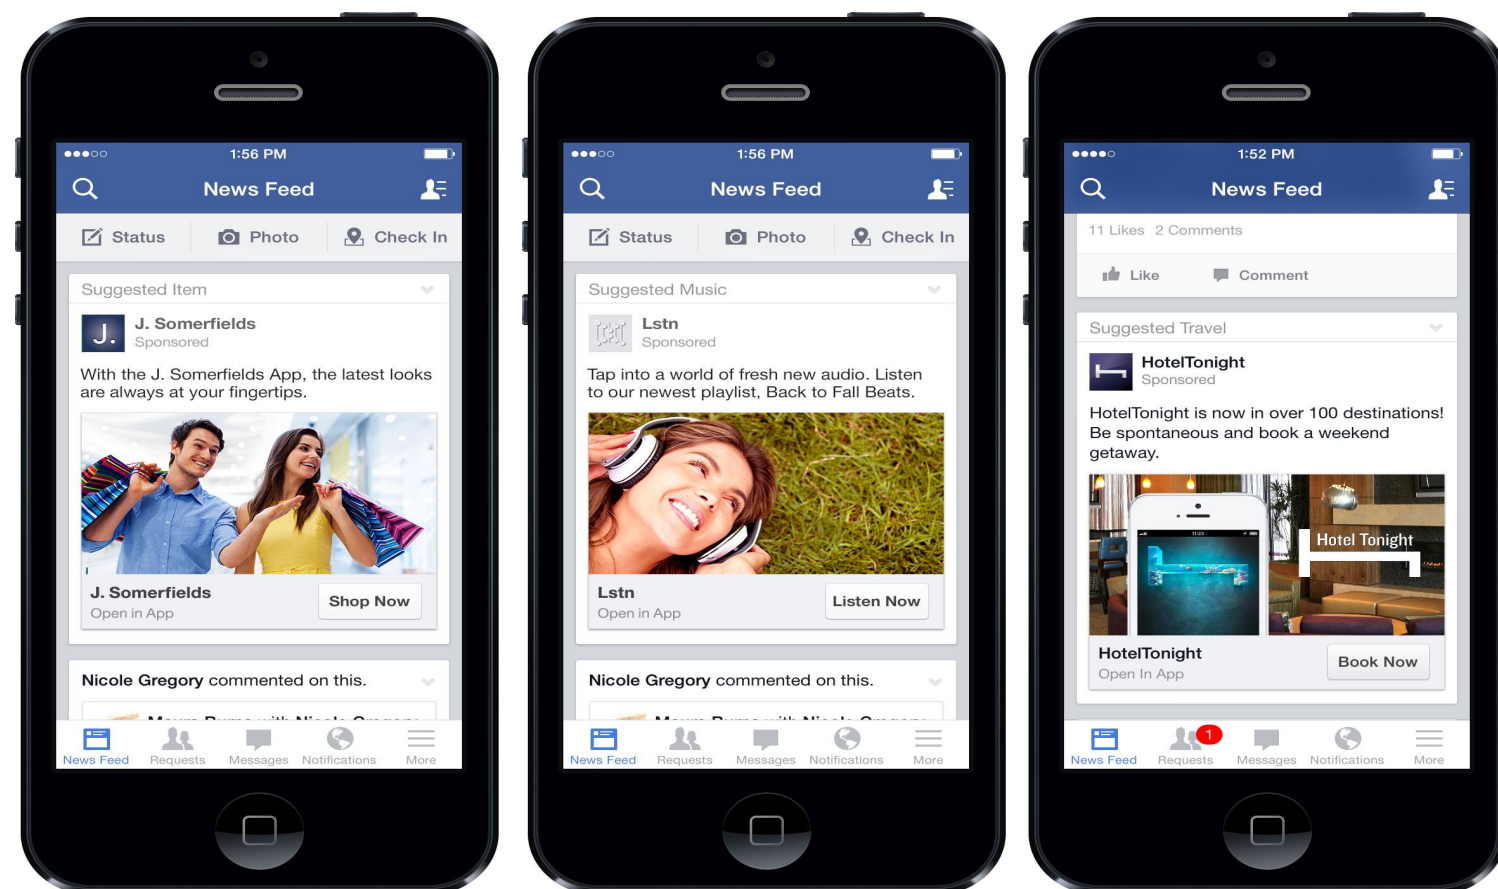 1:56 PM
News Feed
Status Photo Check In
Suggested Item
J.
J. Somerfields
Sponsored
With the J. Somerfields App, the latest looks
are always at your fingertips.
J. Somerfields
Open in App
Shop Now
Nicole Gregory commented on this.
News Feed Requests Messages Notifications More
1:56 PM
News Feed
Status Photo Check In
Suggested Music
Lstn
Sponsored
Tap into a world of fresh new audio. Listen
to our newest playlist, Back to Fall Beats.
Lstn
Open in App
Listen Now
Nicole Gregory commented on this.
News Feed Requests Messages Notifications More
1:52 PM
News Feed
11 Likes 2 Comments
Like Comment
Suggested Travel
HotelTonight
Sponsored
HotelTonight is now in over 100 destinations!
Be spontaneous and book a weekend
getaway.
11:23
Hotel Tonight
HotelTonight
Open In App
Book Now
1
News Feed Requests Messages Notifications More